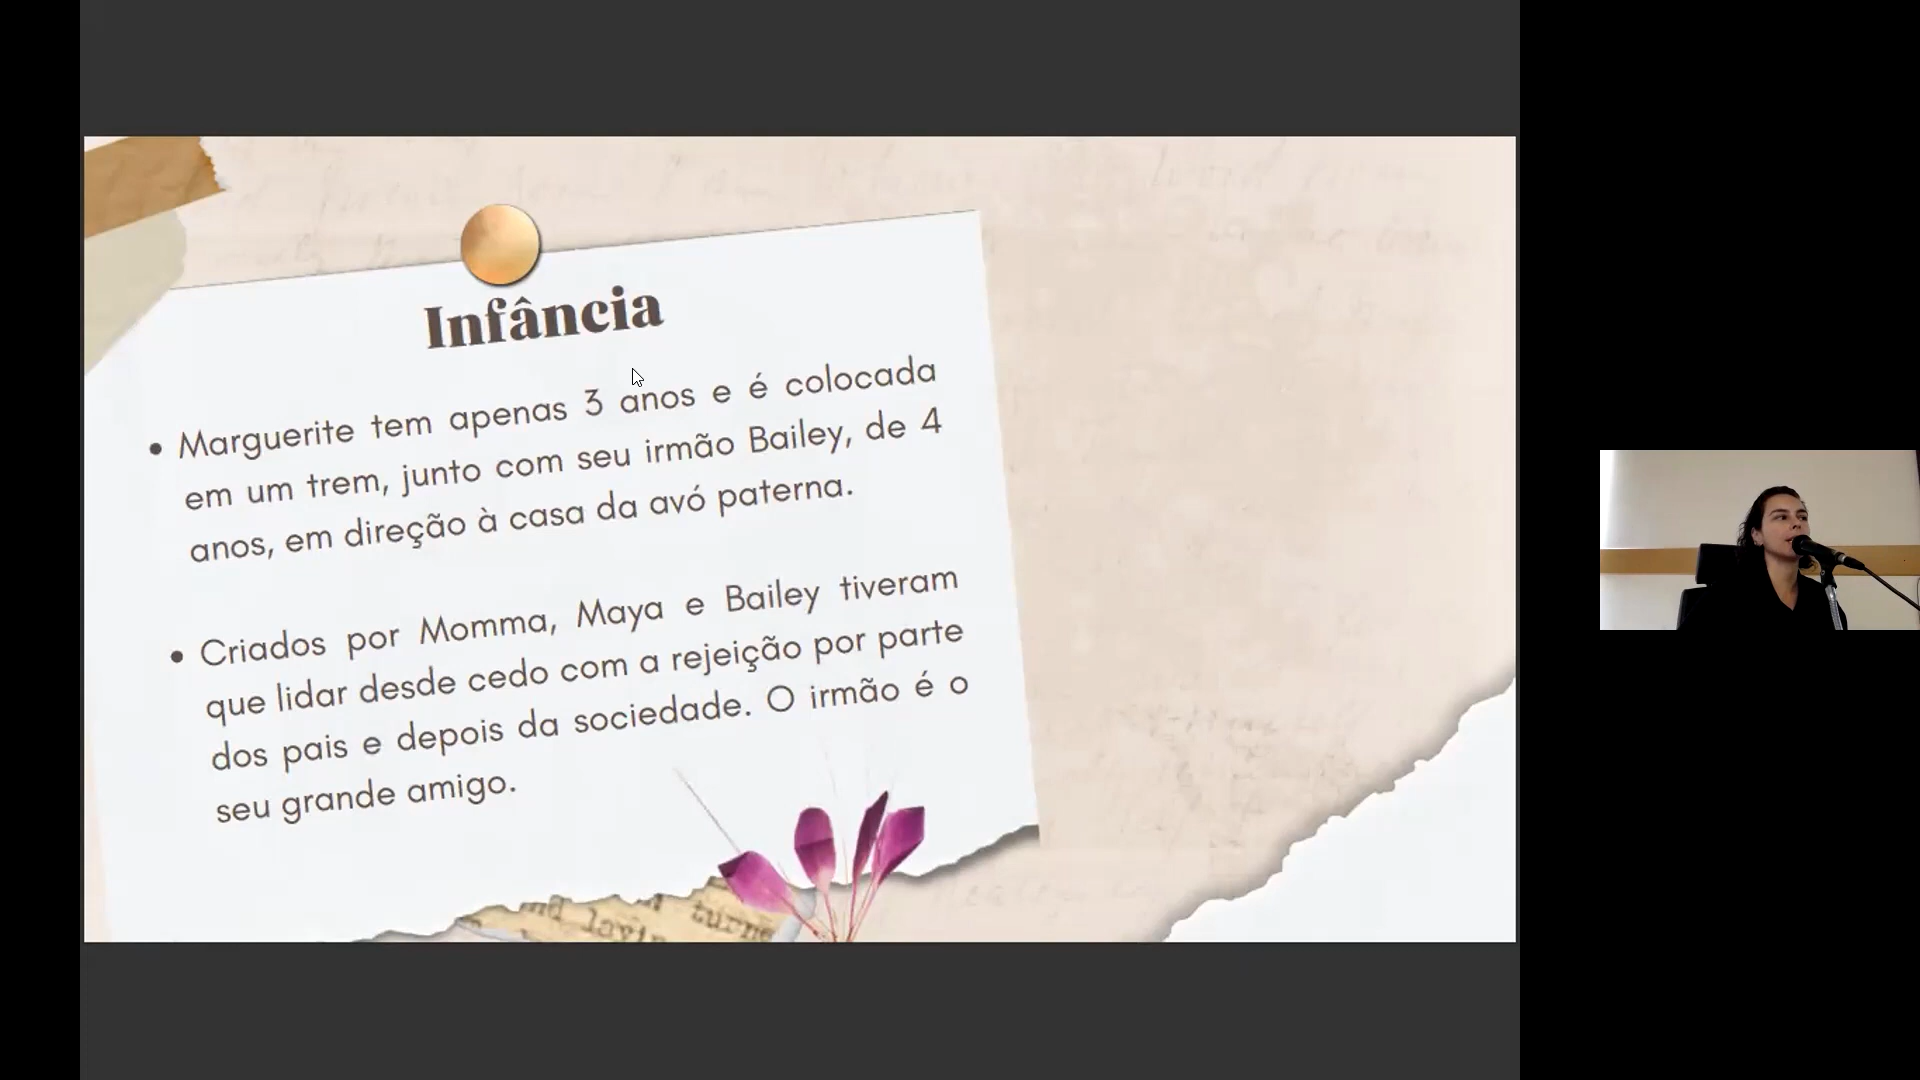 Infância
• Marguerite tem apenas 3 anos e é colocada
em um trem, junto com seu irmão Bailey, de 4
anos, em direção à casa da avó paterna.
• Criados por Momma, Maya e Bailey tiveram
que lidar desde cedo com a rejeição por parte
dos pais e depois da sociedade. O irmão é o
seu grande amigo.